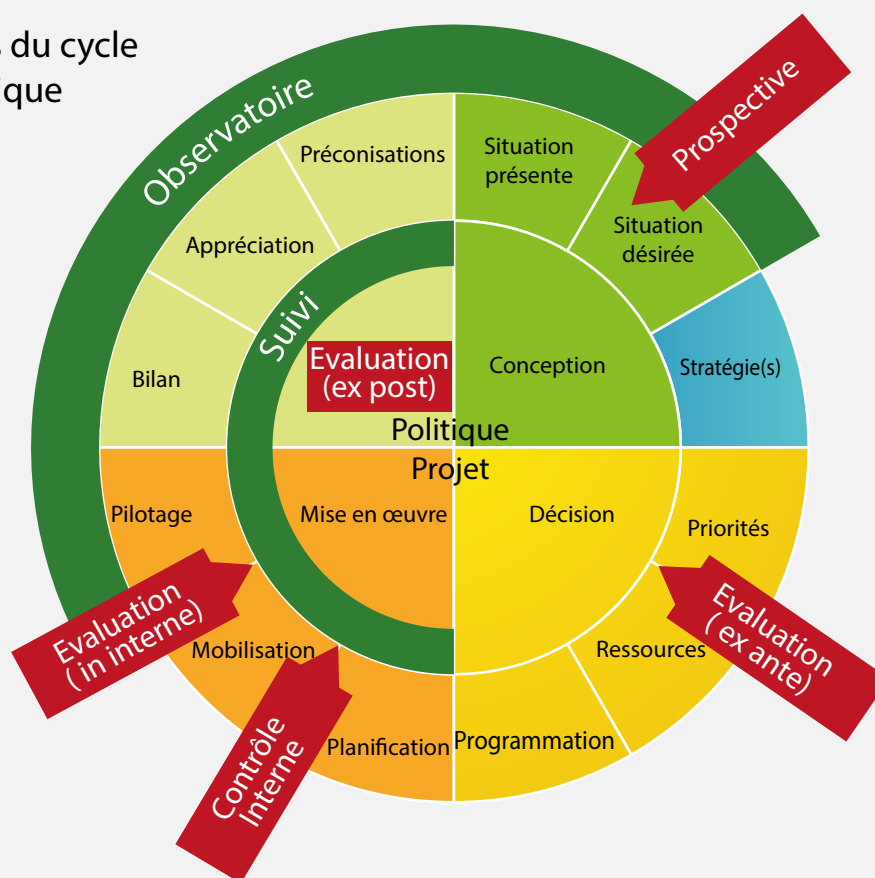 s du cycle
ique
Observatoire
Prospective
Préconisations
Situation
présente
Appréciation
Situation
désirée
Suivi
Bilan
Evaluation
(ex post)
Conception
Stratégie(s)
Politique
Projet
Pilotage
Mise en œuvre
Décision
Priorités
Evaluation
( in interne)
Mobilisation
Ressources
Evaluation
( ex ante)
Contrôle
Interne
Planification
Programmation